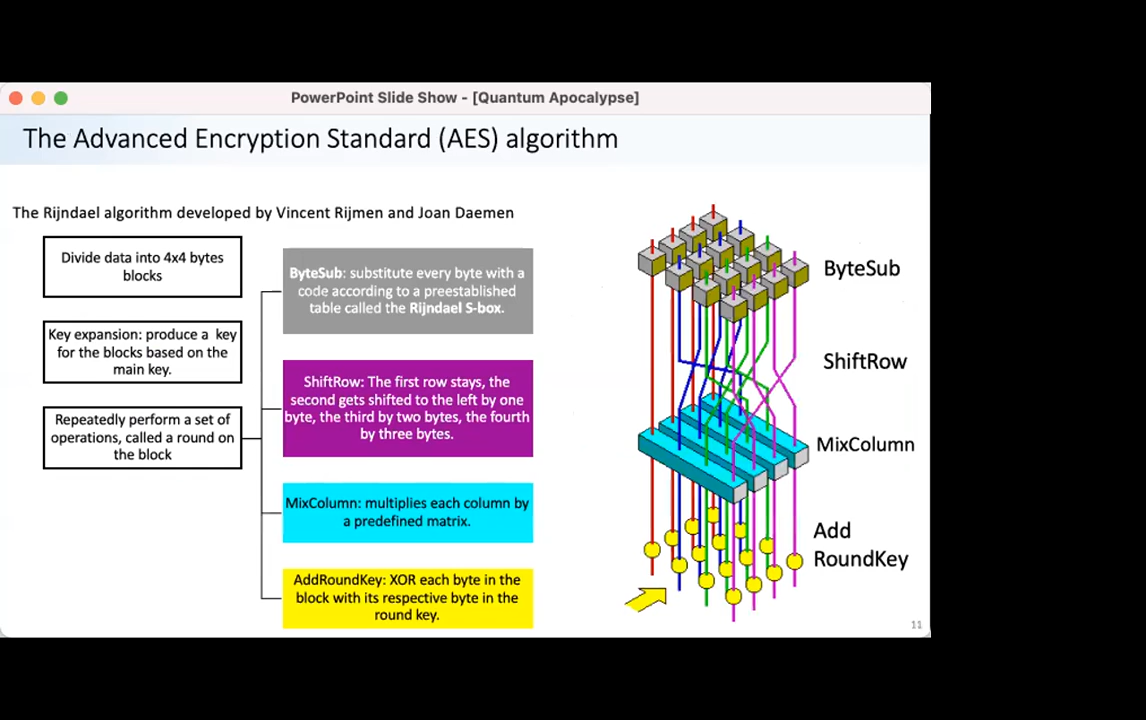 PowerPoint Slide Show - [Quantum Apocalypse]
The Advanced Encryption Standard (AES) algorithm
The Rijndael algorithm developed by Vincent Rijmen and Joan Daemen
Divide data into 4x4 bytes
blocks
Key expansion: produce a key
for the blocks based on the
main key.
Repeatedly perform a set of
operations, called a round on
the block
ByteSub: substitute every byte with a
code according to a preestablished
table called the Rijndael S-box.
ShiftRow: The first row stays, the
second gets shifted to the left by one
byte, the third by two bytes, the fourth
by three bytes.
MixColumn: multiplies each column by
a predefined matrix.
AddRoundKey: XOR each byte in the
block with its respective byte in the
round key.
ByteSub
ShiftRow
MixColumn
Add
RoundKey
11